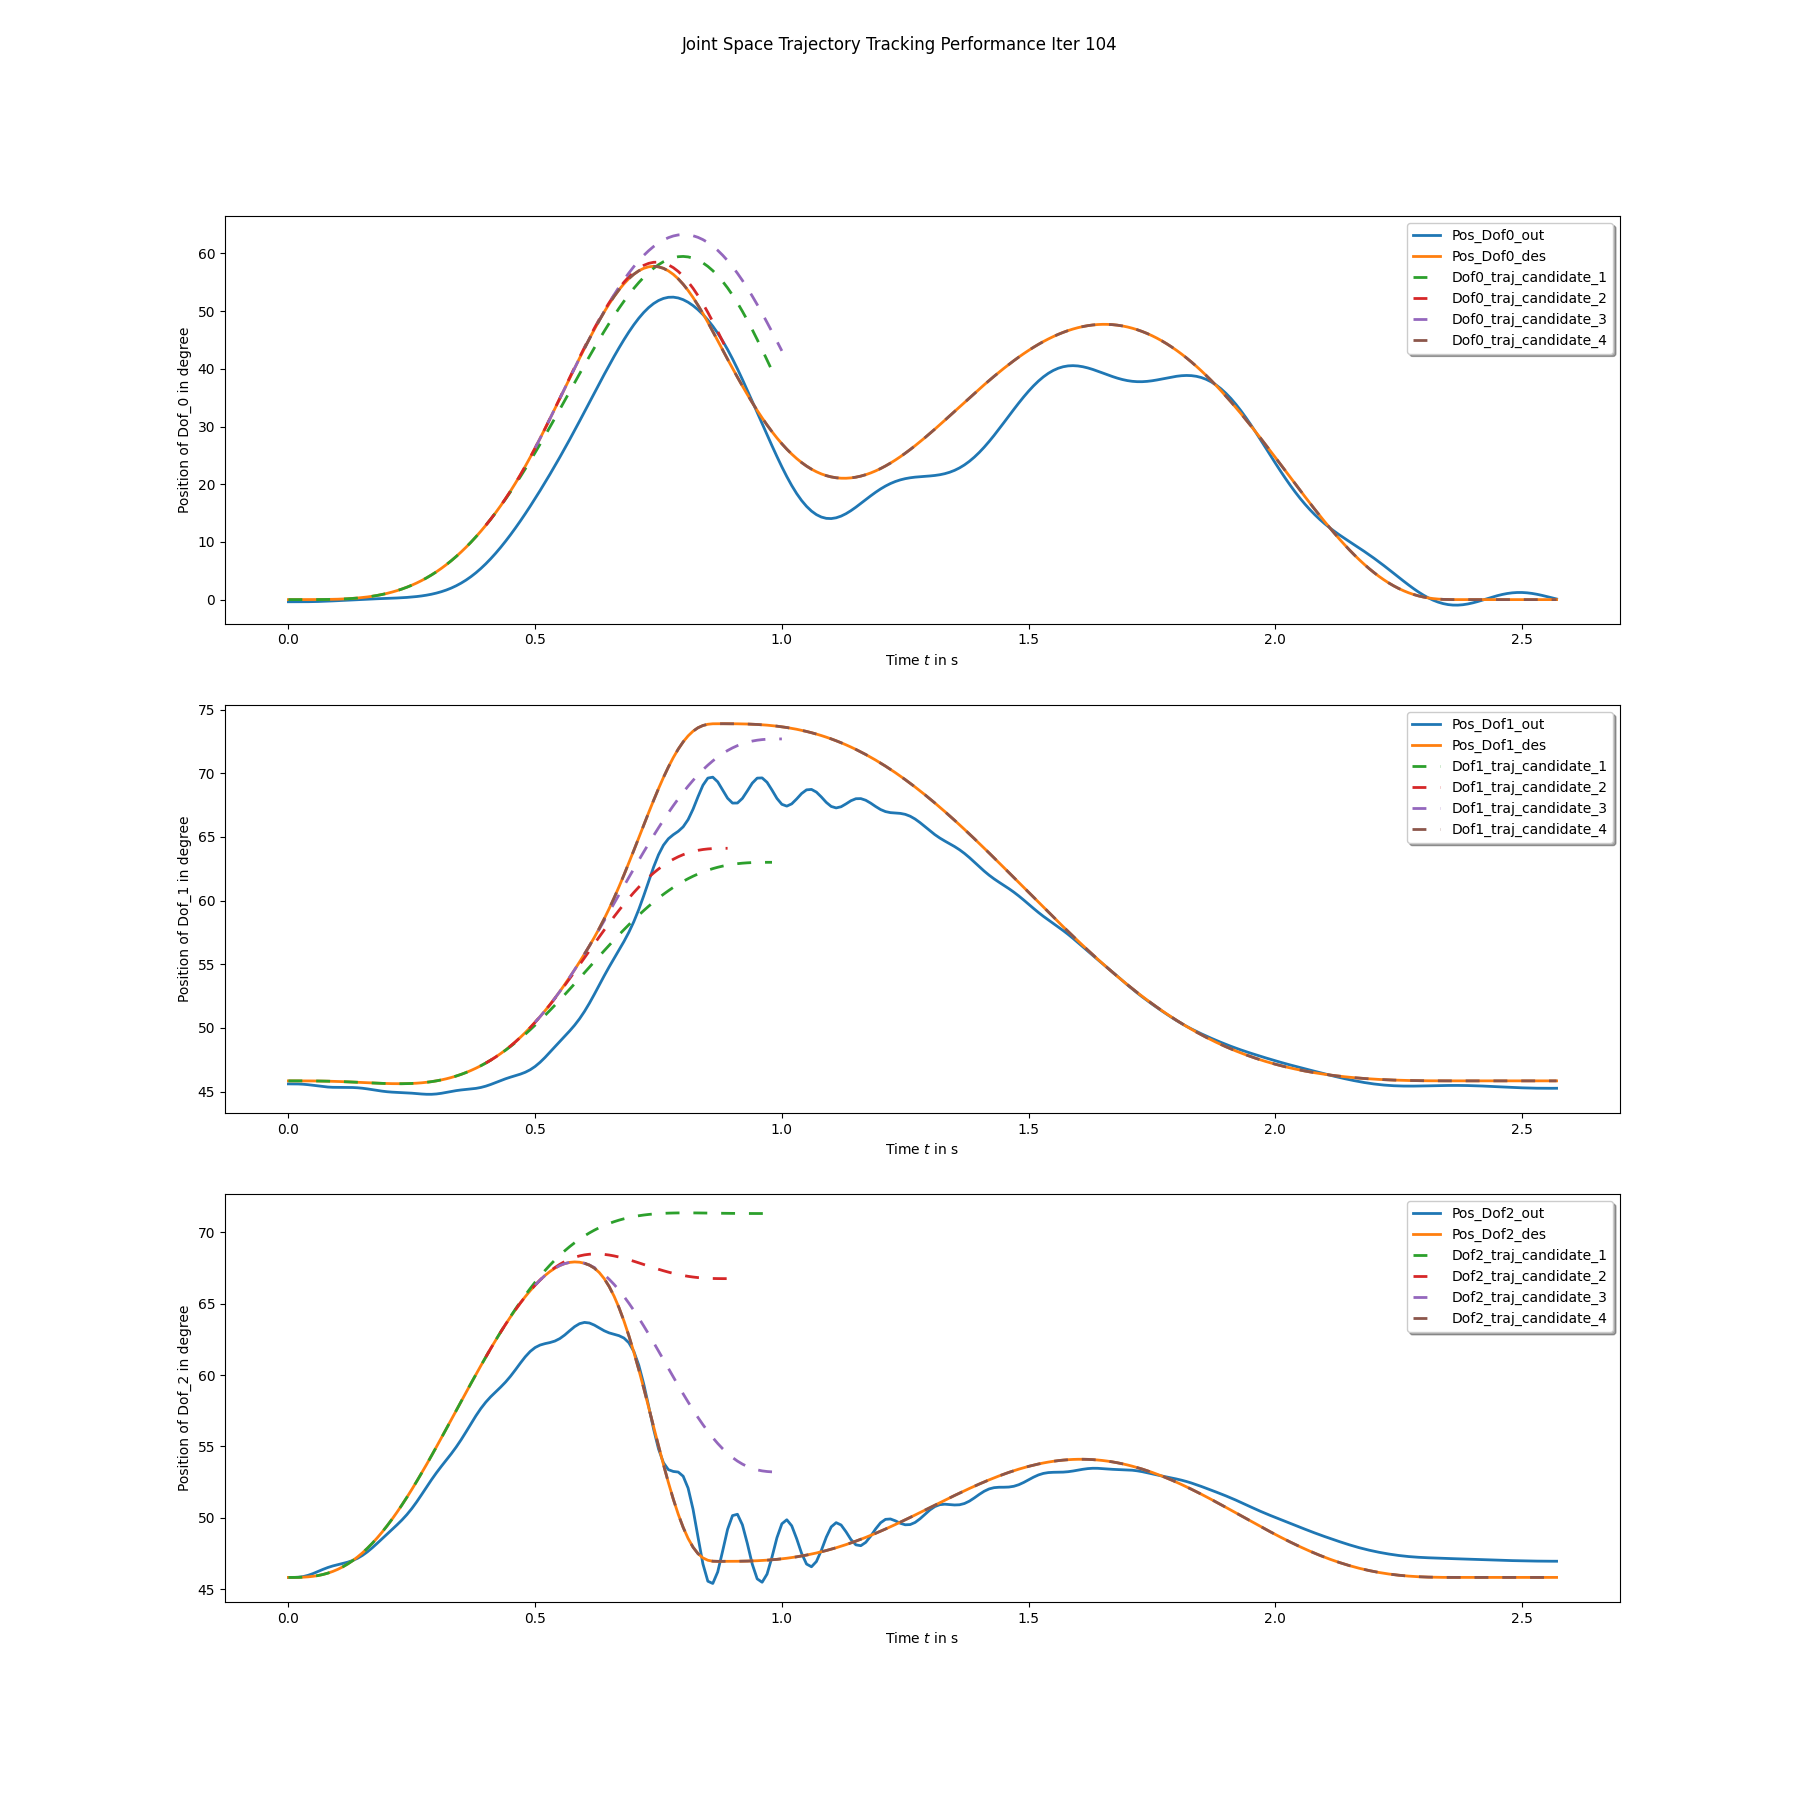 Joint Space Trajectory Tracking Performance Iter 104
Position of Dof_0 in degree
60
50
40
30
20
10
0
Pos_Dof0_out
Pos_Dof0_des
Dof0_traj_candidate_1
Dof0_traj_candidate_2
Dof0_traj_candidate_3
Dof0_traj_candidate_4
0.0 0.5 1.0 1.5 2.0 2.5
Time t in s
Position of Dof_1 in degree
75
70
65
60
55
50
45
Pos_Dof1_out
Pos_Dof1_des
Dof1_traj_candidate_1
Dof1_traj_candidate_2
Dof1_traj_candidate_3
Dof1_traj_candidate_4
0.0 0.5 1.0 1.5 2.0 2.5
Time t in s
Position of Dof_2 in degree
70
65
60
55
50
45
Pos_Dof2_out
Pos_Dof2_des
Dof2_traj_candidate_1
Dof2_traj_candidate_2
Dof2_traj_candidate_3
Dof2_traj_candidate_4
0.0 0.5 1.0 1.5 2.0 2.5
Time t in s